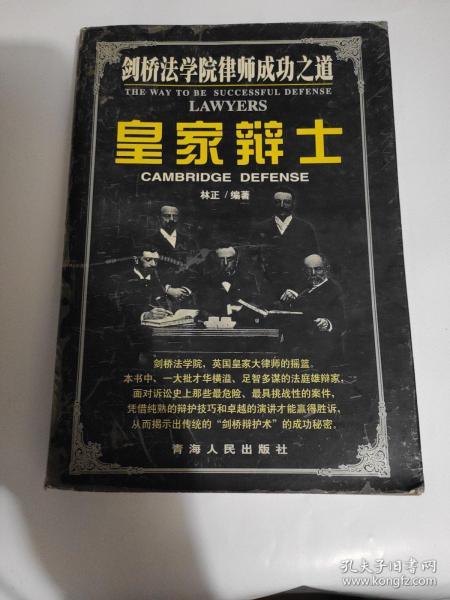 剑桥法学院律师成功之道
THE WAY TO BE SUCCESSFUL DEFENSE
LAWYERS
皇家辩士
CAMBRIDGE DEFENSE
林正 / 编著
剑桥法学院，英国皇家大律师的摇篮。
本书中，一大批才华横溢、足智多谋的法庭雄辩家，
面对诉讼史上那些最危险、最具挑战性的案件，
凭借纯熟的辩护技巧和卓越的演讲才能赢得胜诉，
从而揭示出传统的“剑桥辩护术”的成功秘密。
青海人民出版社
孔夫子旧书网
www.kongfz.com